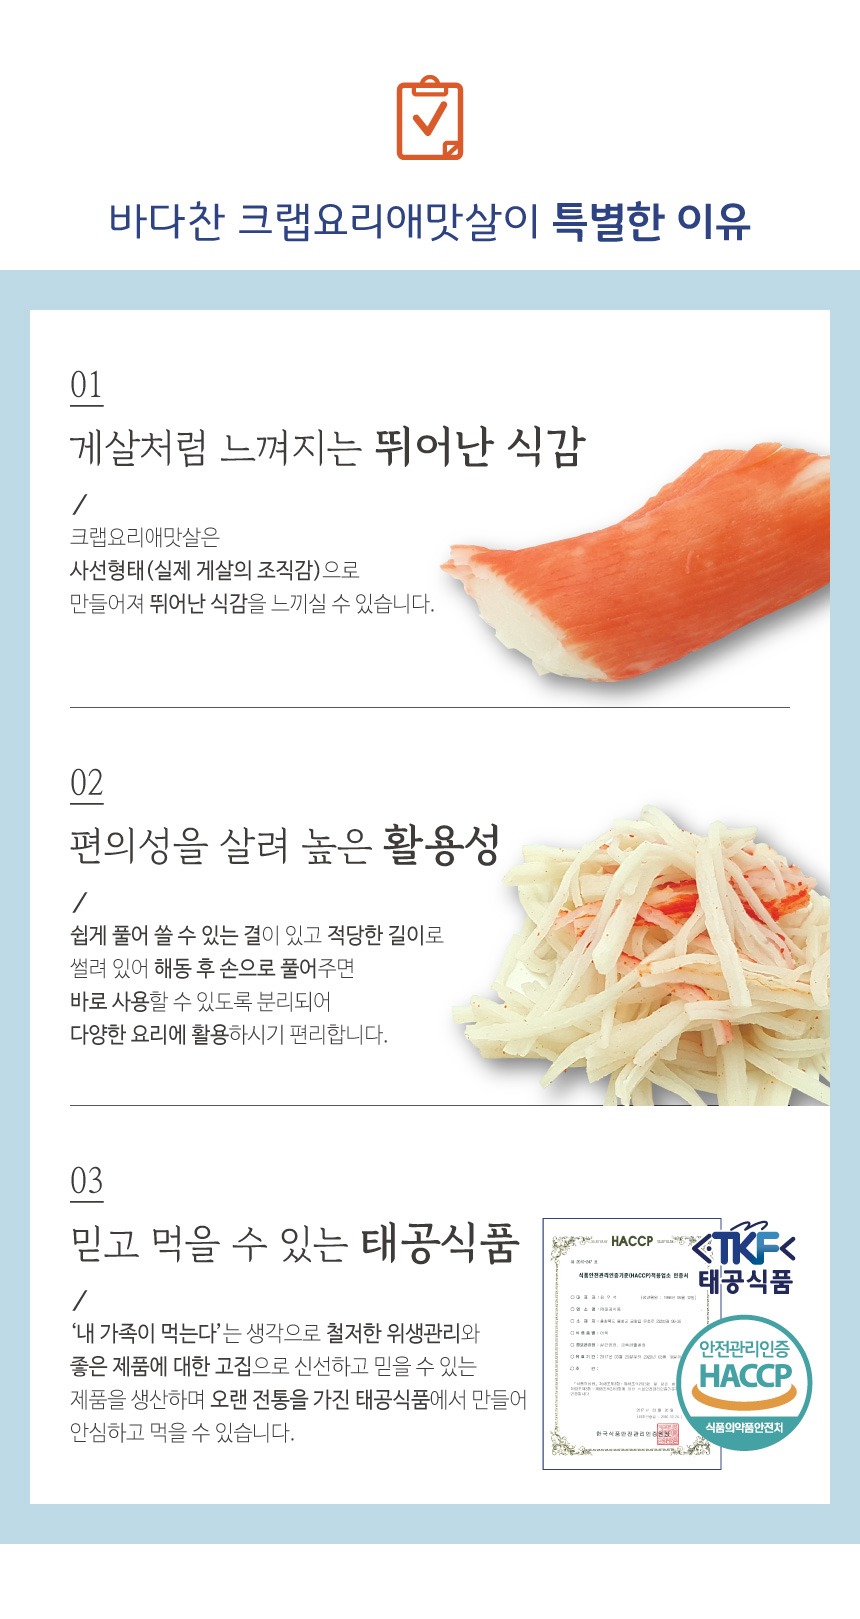 바다찬 크랩요리애맛살이 특별한 이유
01
게살처럼 느껴지는 뛰어난 식감
/
크랩요리애맛살은
사선형태(실제 게살의 조직감)으로
만들어져 뛰어난 식감을 느끼실 수 있습니다.
02
편의성을 살려 높은 활용성
/
쉽게 풀어 쓸 수 있는 결이 있고 적당한 길이로
썰려 있어 해동 후 손으로 풀어주면
바로 사용할 수 있도록 분리되어
다양한 요리에 활용하시기 편리합니다.
03
믿고 먹을 수 있는 태공식품
/
‘내 가족이 먹는다’는 생각으로 철저한 위생관리와
좋은 제품에 대한 고집으로 신선하고 믿을 수 있는
제품을 생산하며 오랜 전통을 가진 태공식품에서 만들어
안심하고 먹을 수 있습니다.
HACCP
식품안전관리인증기준(HACCP)적용업소 인증서
한국식품안전관리인증원장
TKF
태공식품
안전관리인증
HACCP
식품의약품안전처